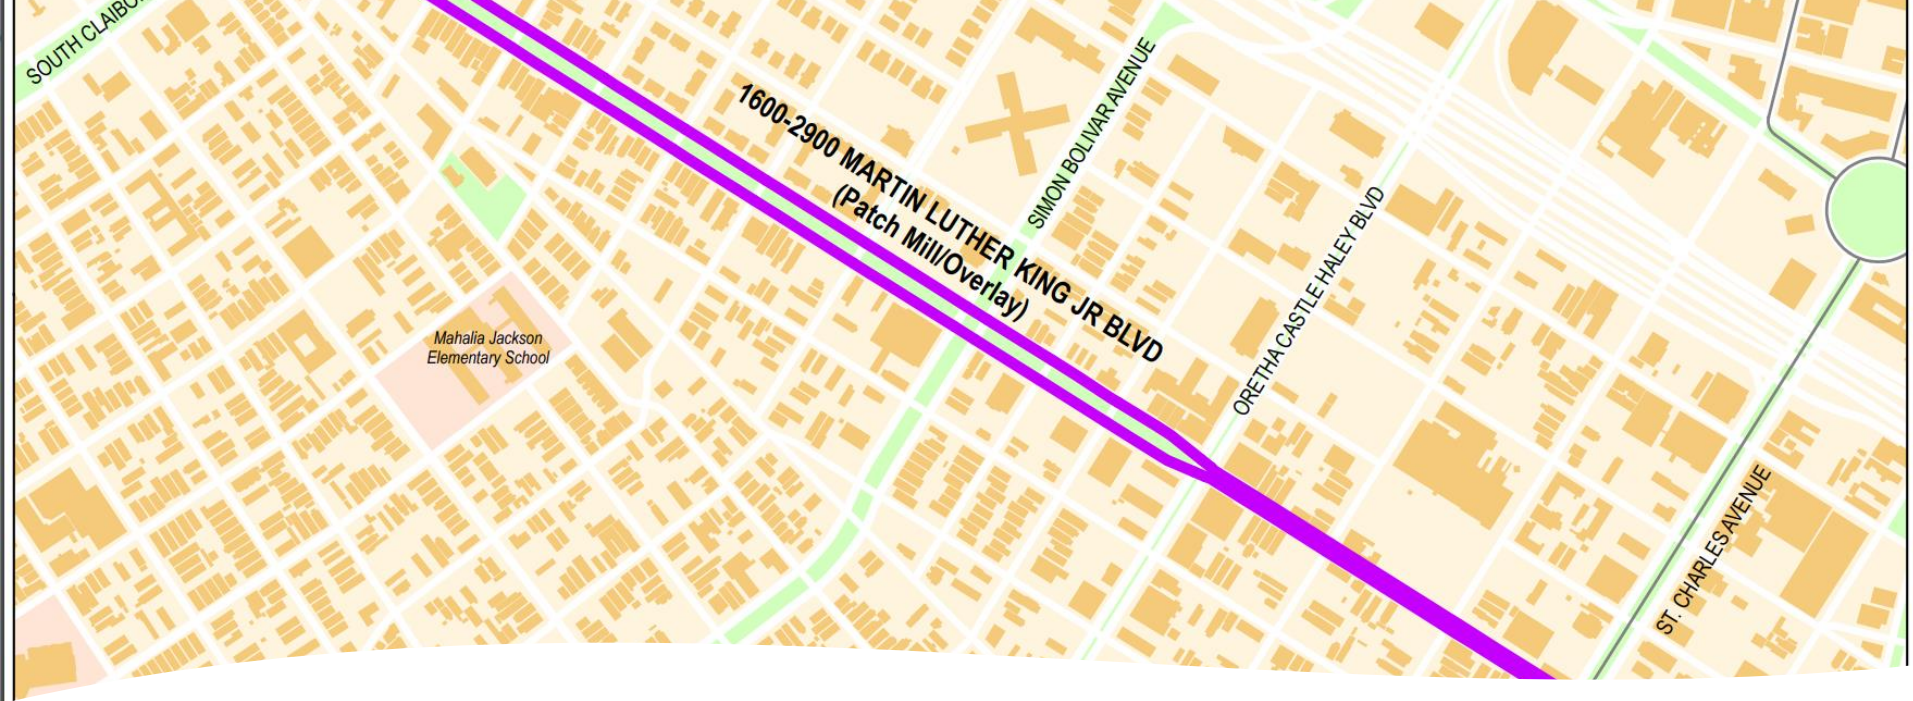 SOUTH
1600-2900 MARTIN LUTHER KING JR BLVD
(Patch Mill/Overlay)
SIMON BOLIVAR AVENUE
ORETHA CASTLE HALEY BLVD
Mahalia Jackson
Elementary School
ST. CHARLES AVENUE